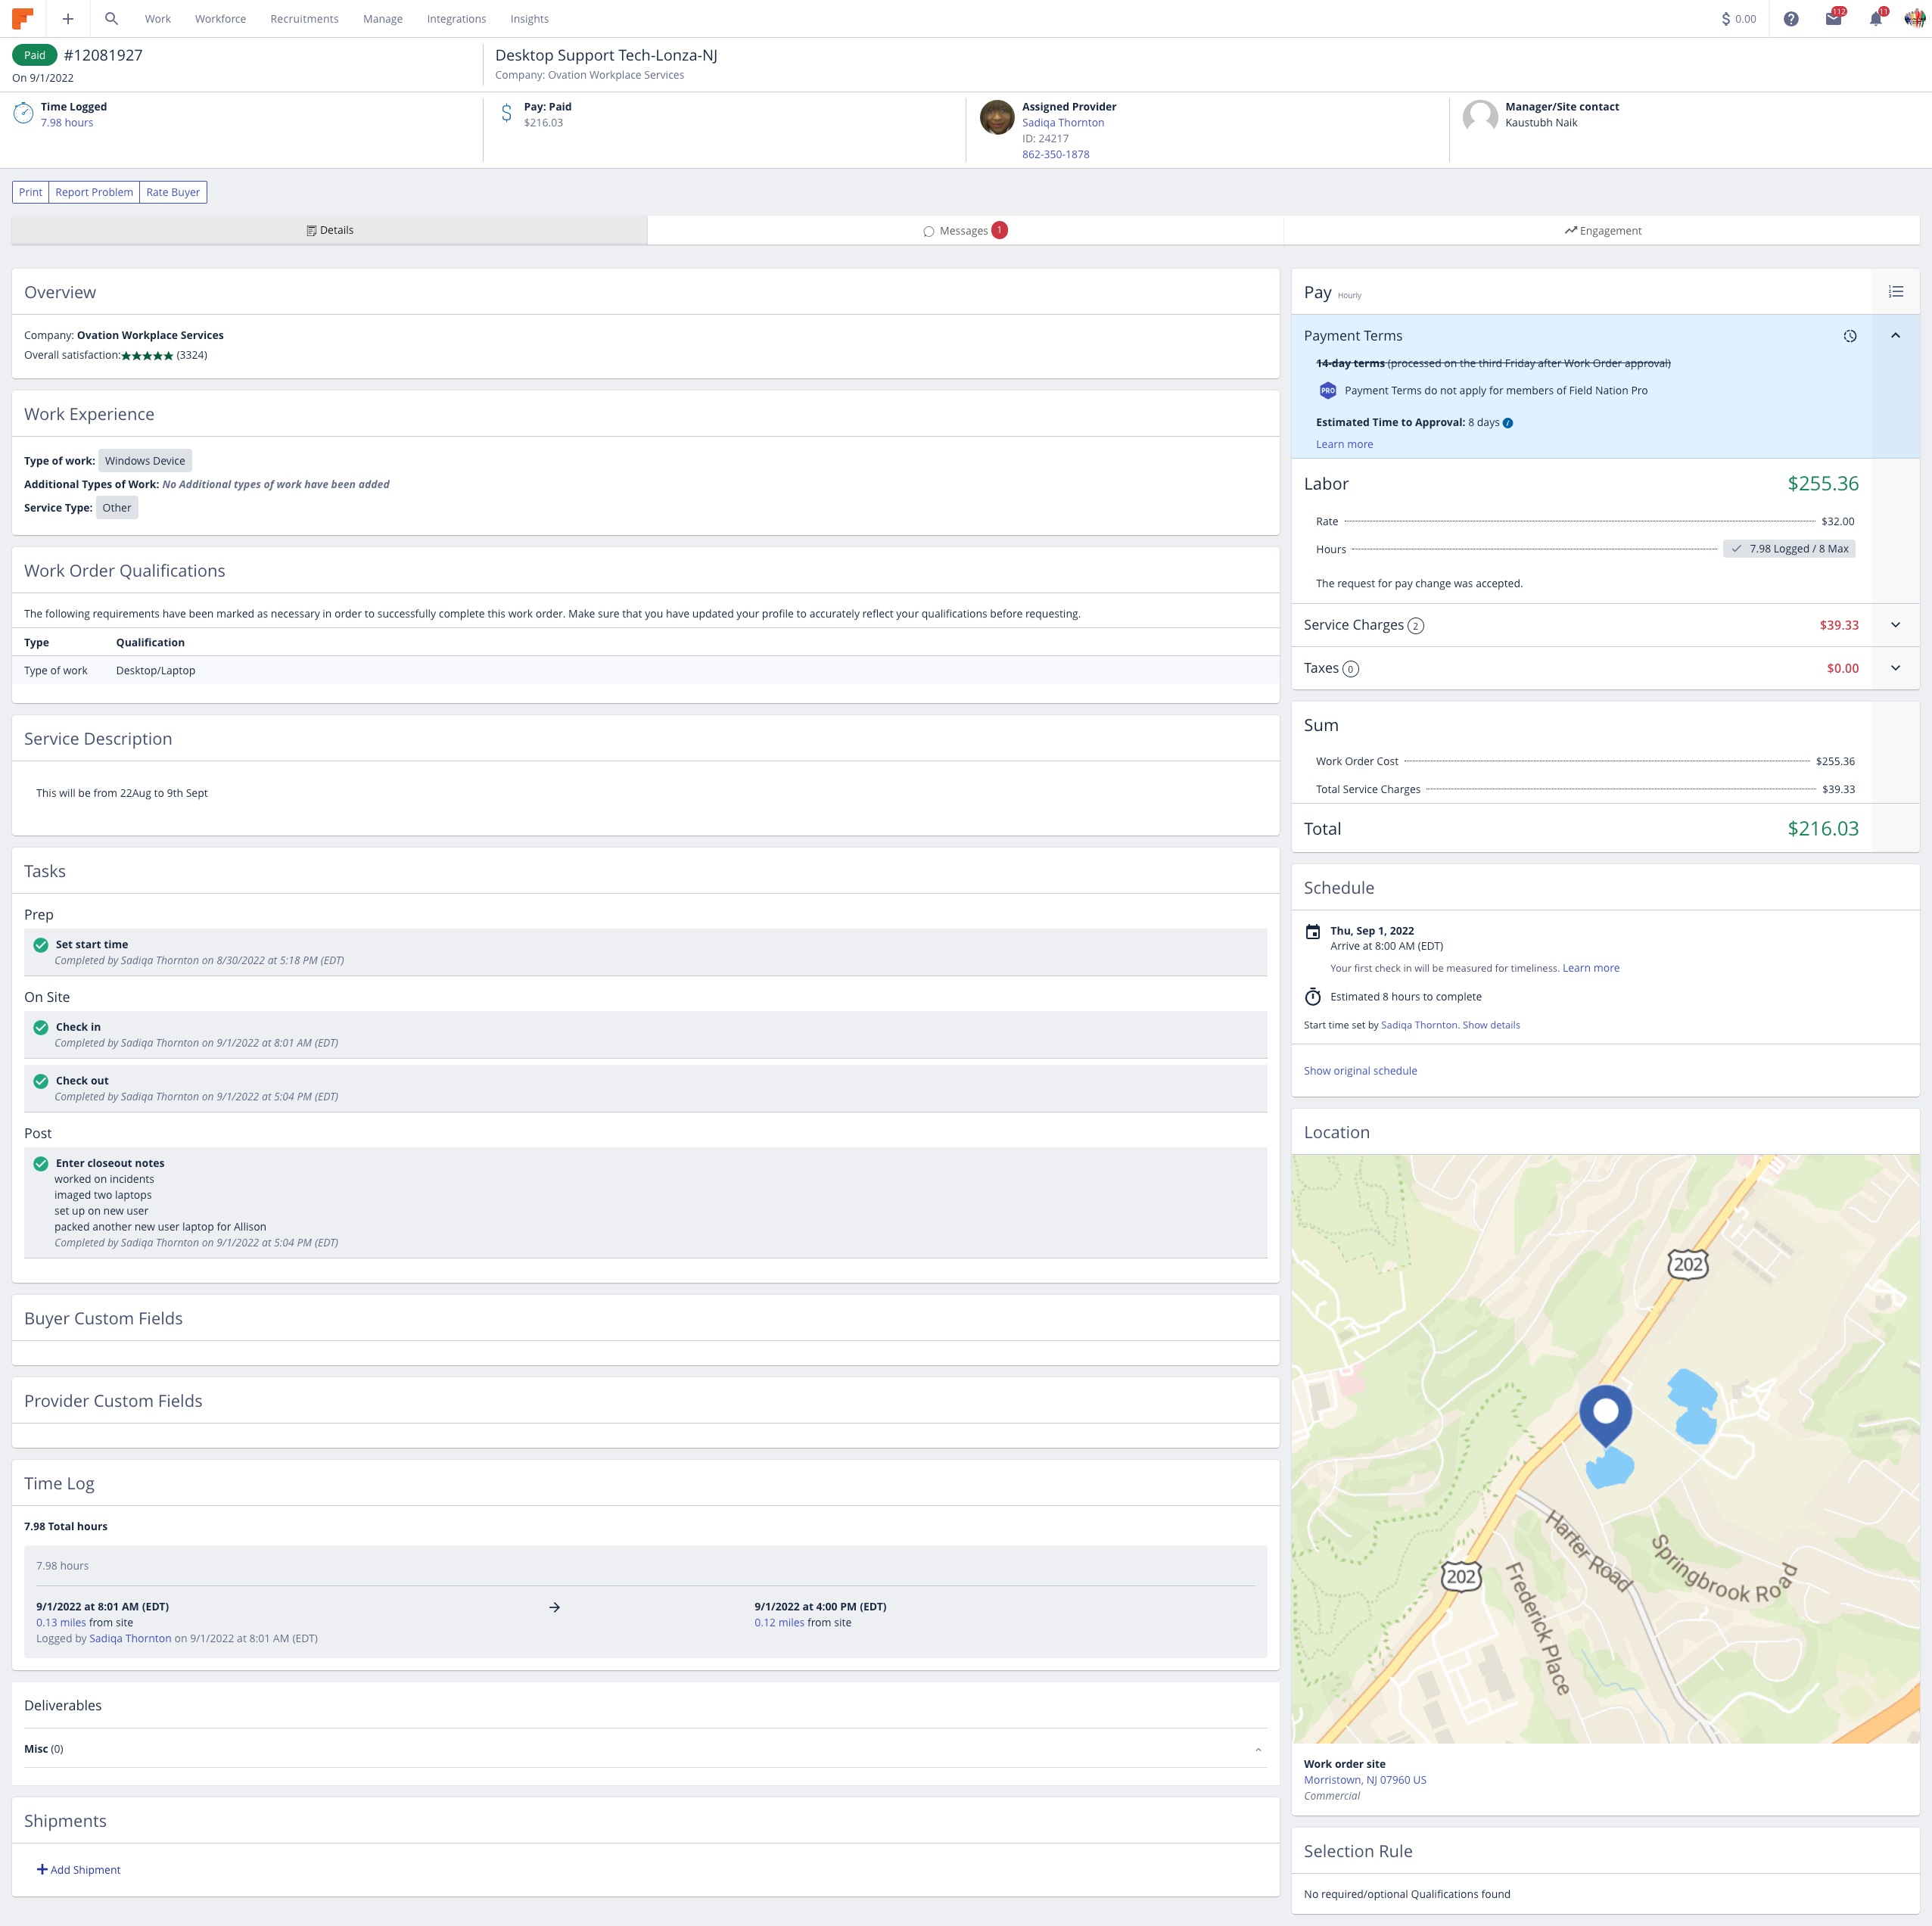 Work Workforce Recruitments Manage Integrations Insights $ 0.00 112 11
Paid #12081927
On 9/1/2022
Desktop Support Tech-Lonza-NJ
Company: Ovation Workplace Services
Time Logged
7.98 hours
Pay: Paid
$216.03
Assigned Provider
Sadiqa Thornton
ID: 24217
862-350-1878
Manager/Site contact
Kaustubh Naik
Print Report Problem Rate Buyer
Details Messages 1 Engagement
Overview
Company: Ovation Workplace Services
Overall satisfaction:★★★★★ (3324)
Work Experience
Type of work: Windows Device
Additional Types of Work: No Additional types of work have been added
Service Type: Other
Work Order Qualifications
The following requirements have been marked as necessary in order to successfully complete this work order. Make sure that you have updated your profile to accurately reflect your qualifications before requesting.
Type Qualification
Type of work Desktop/Laptop
Service Description
This will be from 22Aug to 9th Sept
Tasks
Prep
Set start time
Completed by Sadiqa Thornton on 8/30/2022 at 5:18 PM (EDT)
On Site
Check in
Completed by Sadiqa Thornton on 9/1/2022 at 8:01 AM (EDT)
Check out
Completed by Sadiqa Thornton on 9/1/2022 at 5:04 PM (EDT)
Post
Enter closeout notes
worked on incidents
imaged two laptops
set up on new user
packed another new user laptop for Allison
Completed by Sadiqa Thornton on 9/1/2022 at 5:04 PM (EDT)
Buyer Custom Fields
Provider Custom Fields
Time Log
7.98 Total hours
7.98 hours
9/1/2022 at 8:01 AM (EDT) → 9/1/2022 at 4:00 PM (EDT)
0.13 miles from site 0.12 miles from site
Logged by Sadiqa Thornton on 9/1/2022 at 8:01 AM (EDT)
Deliverables
Misc (0)
Shipments
+ Add Shipment
Pay Hourly
Payment Terms
14-day terms (processed on the third Friday after Work Order approval)
PRO Payment Terms do not apply for members of Field Nation Pro
Estimated Time to Approval: 8 days i
Learn more
Labor $255.36
Rate $32.00
Hours 7.98 Logged / 8 Max
The request for pay change was accepted.
Service Charges 2 $39.33
Taxes 0 $0.00
Sum
Work Order Cost $255.36
Total Service Charges $39.33
Total $216.03
Schedule
Thu, Sep 1, 2022
Arrive at 8:00 AM (EDT)
Your first check in will be measured for timeliness. Learn more
Estimated 8 hours to complete
Start time set by Sadiqa Thornton. Show details
Show original schedule
Location
202
Harter Road
Springbrook Road
202
Frederick Place
Work order site
Morristown, NJ 07960 US
Commercial
Selection Rule
No required/optional Qualifications found